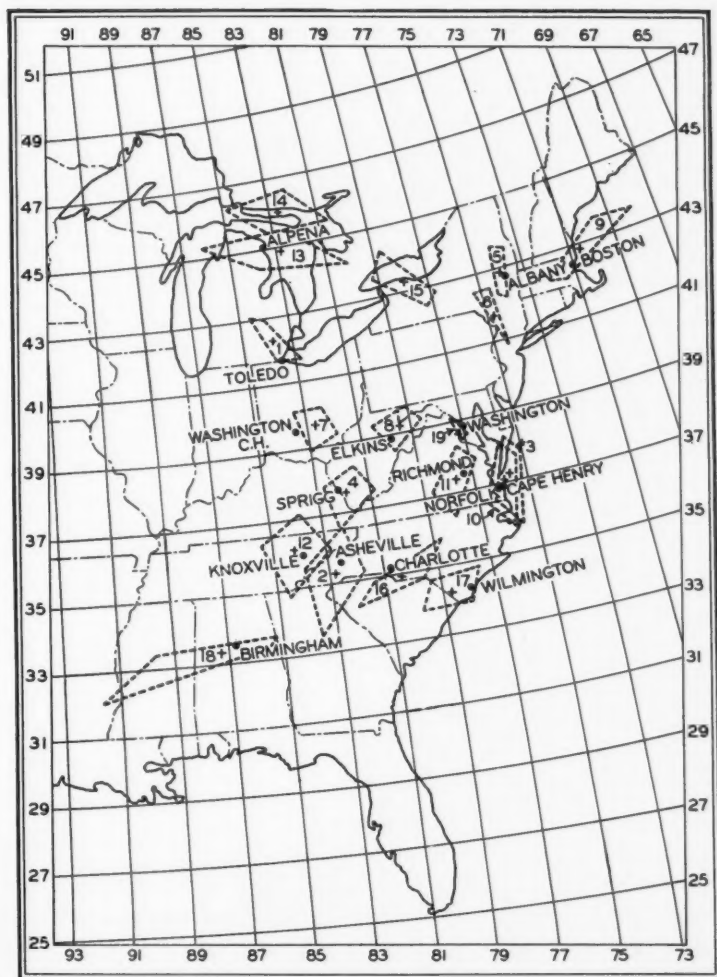 91 89 87 85 83 81 79 77 75 73 71 69 67 65
47
51
49
45
47
14
43
ALPENA
9
45
13
5
ALBANY BOSTON
41
15
6
43
39
TOLEDO
41
WASHINGTON C.H.
7
8
ELKINS
19
WASHINGTON
37
3
39
RICHMOND
SPRIGG
4
11
NORFOLK
CAPE HENRY
35
10
37
12
KNOXVILLE
ASHEVILLE
2
CHARLOTTE
33
16
17
WILMINGTON
35
18
BIRMINGHAM
31
33
31
29
29
27
27
25
25
93 91 89 87 85 83 81 79 77 75 73